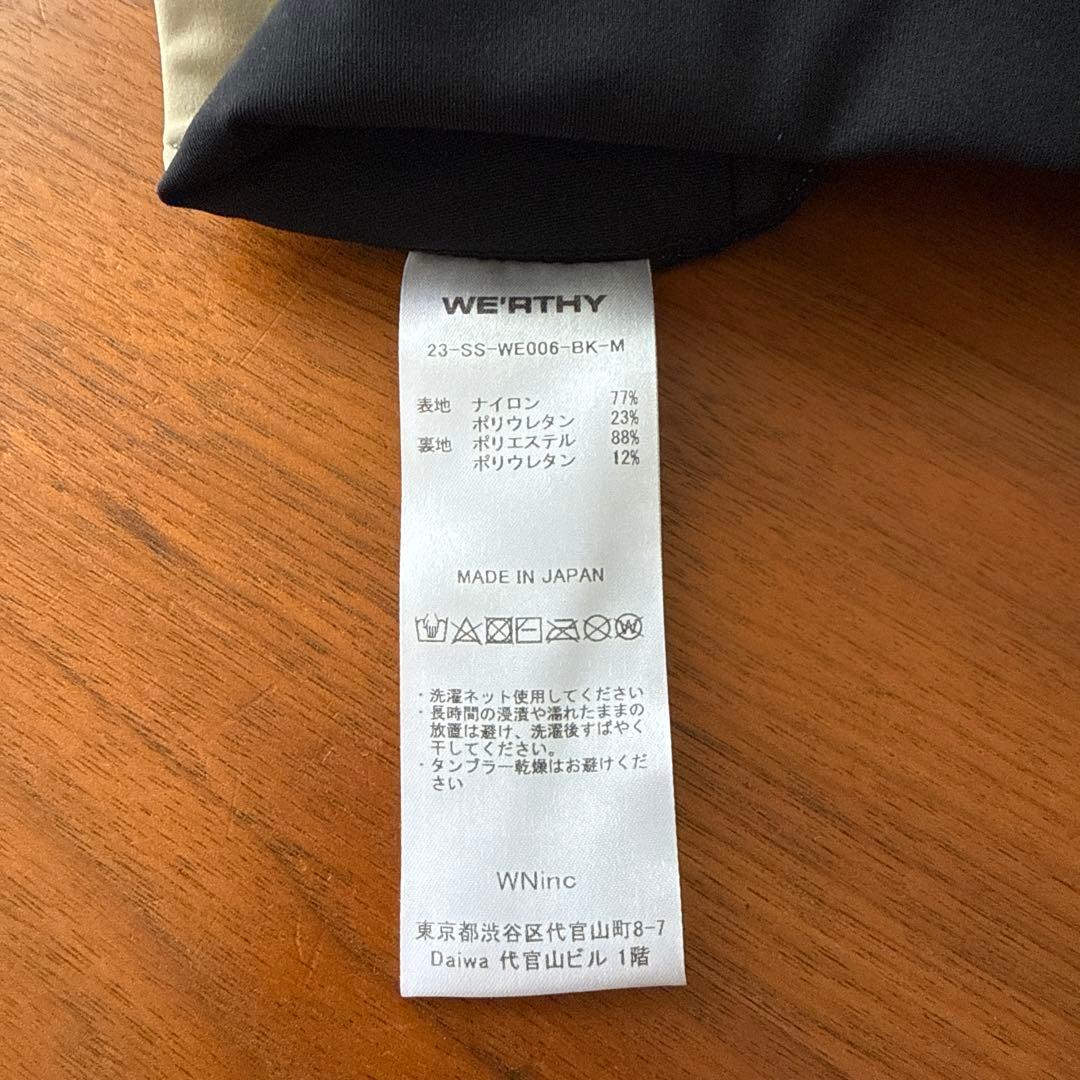 WE'RTHY
23-SS-WE006-BK-M
表地 ナイロン 77%
ポリウレタン 23%
裏地 ポリエステル 88%
ポリウレタン 12%
MADE IN JAPAN
W
・洗濯ネット使用してください
・長時間の浸漬や濡れたままの
放置は避け、洗濯後すばやく
干してください。
・タンブラー乾燥はお避けくだ
さい
WNinc
東京都渋谷区代官山町8-7
Daiwa 代官山ビル 1階